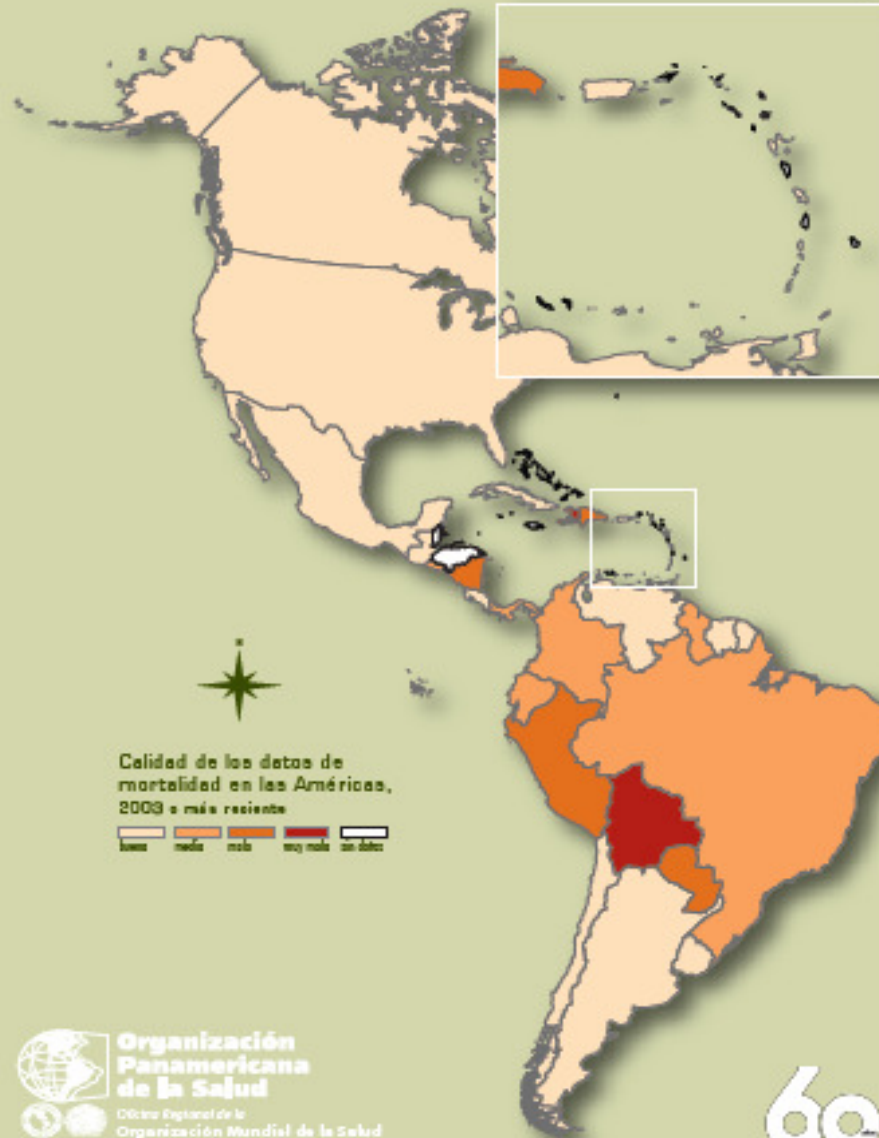 Calidad de los datos de
mortalidad en las Américas,
2003 o más reciente
buena media mala muy mala sin datos
Organización
Panamericana
de la Salud
Oficina Regional de la
Organización Mundial de la Salud
60